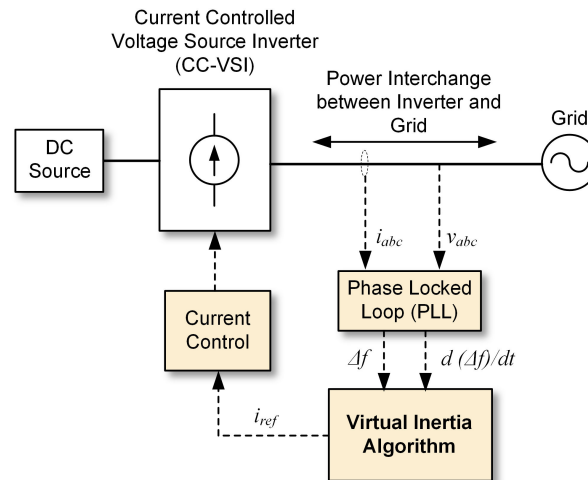 Current Controlled
Voltage Source Inverter
(CC-VSI)
Power Interchange
between Inverter and
Grid
Grid
DC
Source
i_abc
v_abc
Phase Locked
Loop (PLL)
Current
Control
Δf
d (Δf)/dt
i_ref
Virtual Inertia
Algorithm